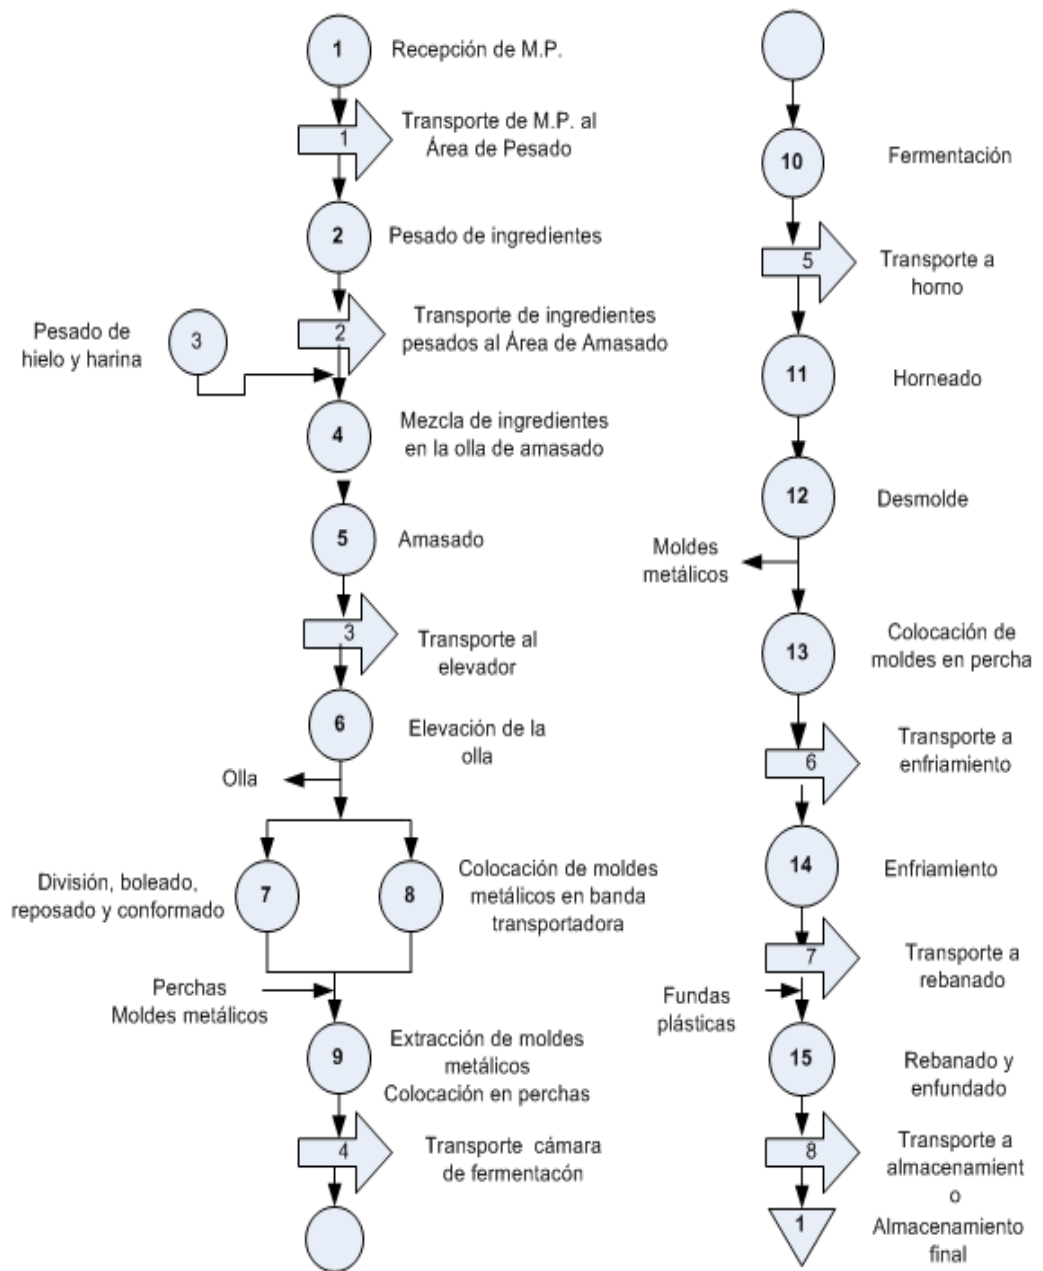 1
Recepción de M.P.
1
Transporte de M.P. al
Área de Pesado
2
Pesado de ingredientes
2
Transporte de ingredientes
pesados al Área de Amasado
Pesado de
hielo y harina
3
4
Mezcla de ingredientes
en la olla de amasado
5
Amasado
3
Transporte al
elevador
6
Elevación de la
olla
Olla
División, boleado,
reposado y conformado
7
8
Colocación de moldes
metálicos en banda
transportadora
Perchas
Moldes metálicos
9
Extracción de moldes
metálicos
Colocación en perchas
4
Transporte cámara
de fermentacón
10
Fermentación
5
Transporte a
horno
11
Horneado
12
Desmolde
Moldes
metálicos
13
Colocación de
moldes en percha
6
Transporte a
enfriamiento
14
Enfriamiento
7
Transporte a
rebanado
Fundas
plásticas
15
Rebanado y
enfundado
8
Transporte a
almacenamient
o
1
Almacenamiento
final